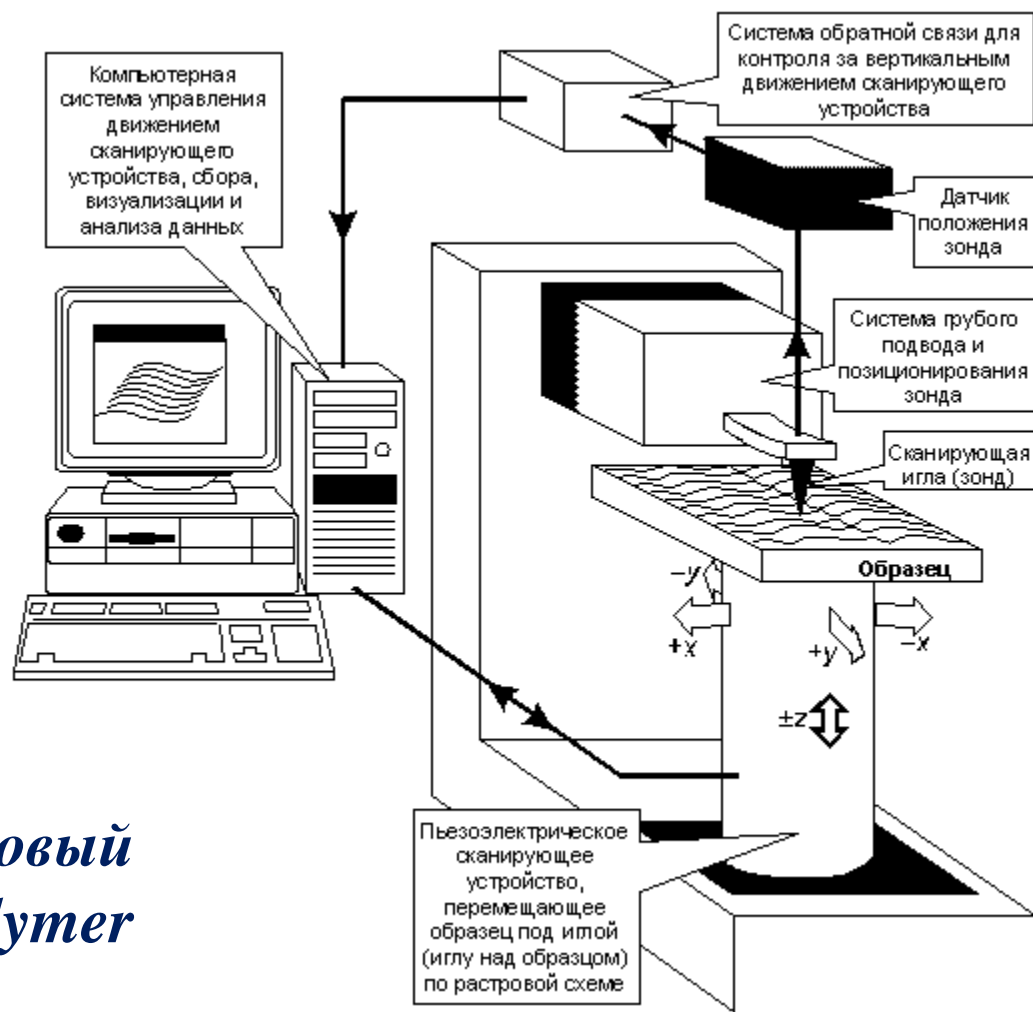 Компьютерная
система управления
движением
сканирующего
устройства, сбора,
визуализации и
анализа данных
Система обратной связи для
контроля за вертикальным
движением сканирующего
устройства
Датчик
положения
зонда
Система грубого
подвода и
позиционирования
зонда
Сканирующая
игла (зонд)
Образец
–y
+x
+y
–x
±z
Пьезоэлектрическое
сканирующее
устройство,
перемещающее
образец под иглой
(иглу над образцом)
по растровой схеме
овый
ymer